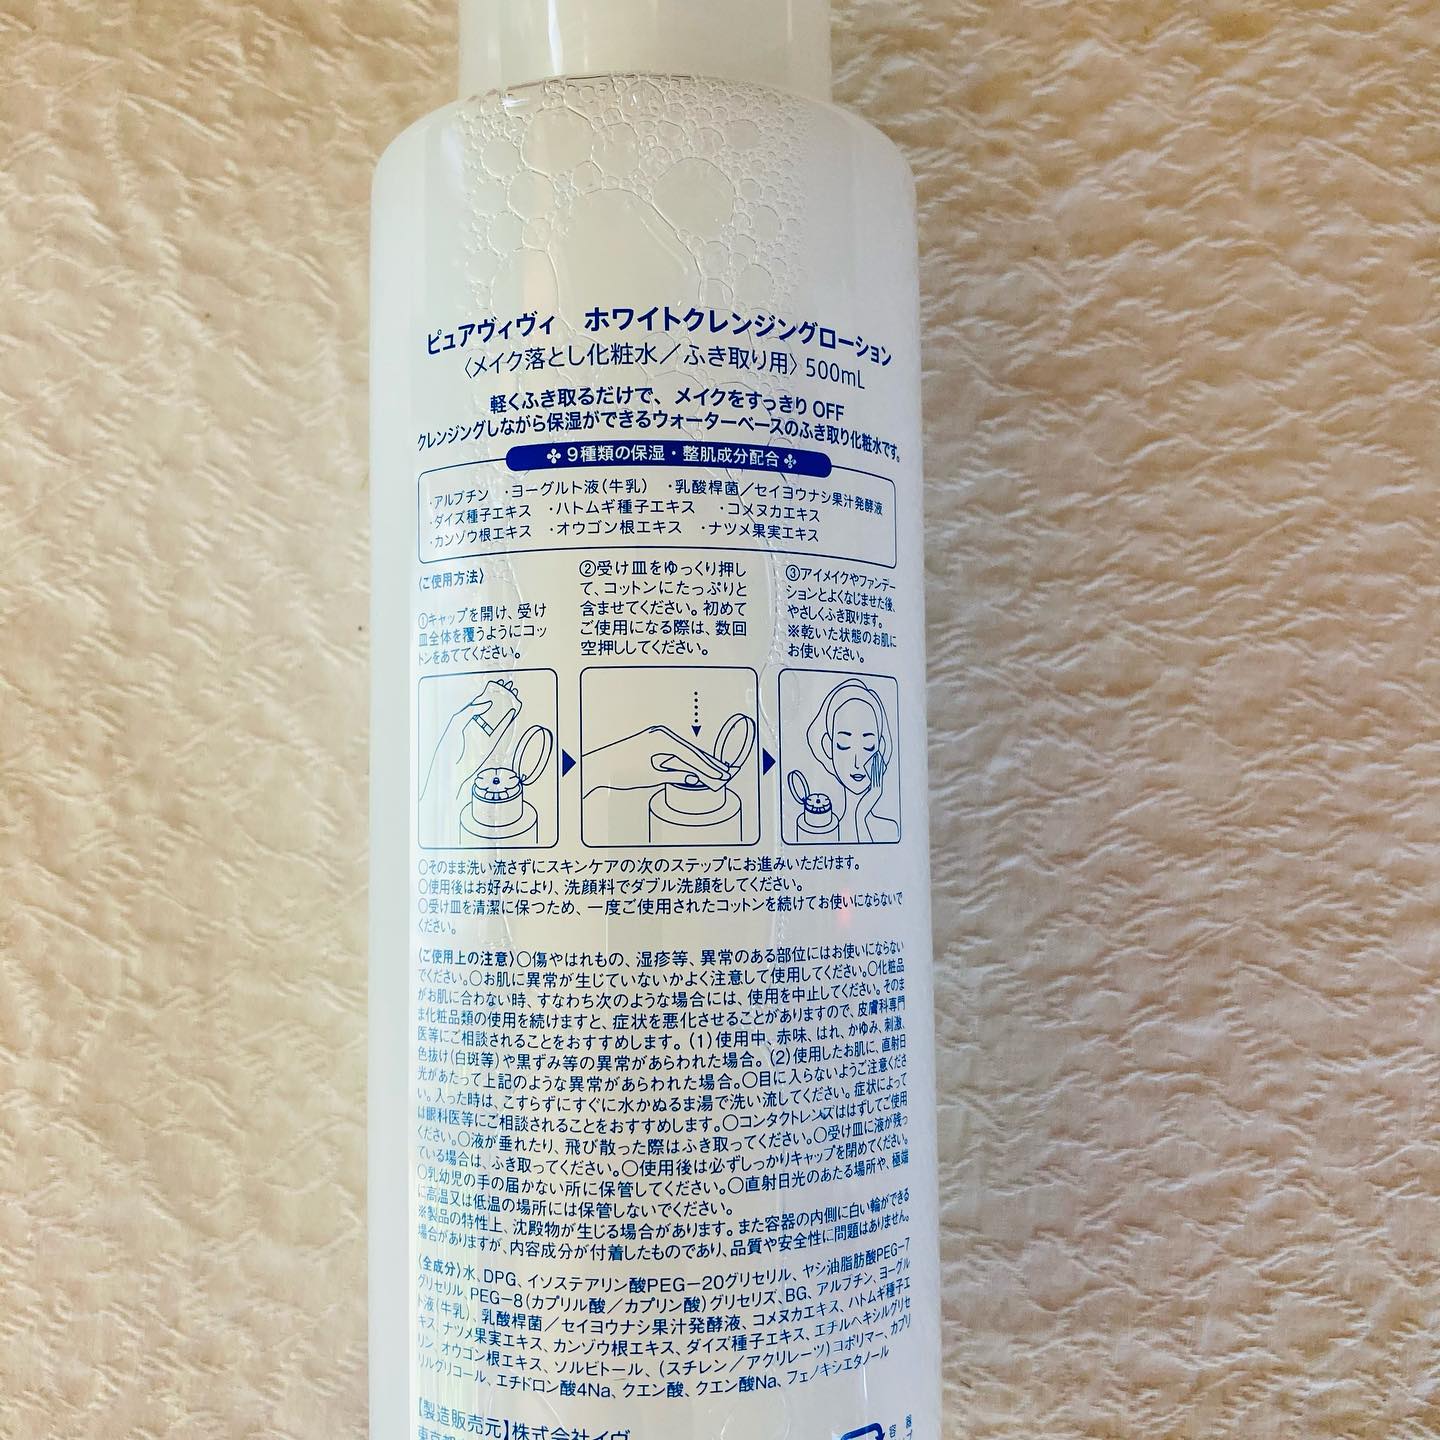 ピュアヴィヴィ　ホワイトクレンジングローション
〈メイク落とし化粧水／ふき取り用〉500mL
軽くふき取るだけで、メイクをすっきりOFF
クレンジングしながら保湿ができるウォーターベースのふき取り化粧水です。
9種類の保湿・整肌成分配合
・アルブチン ・ヨーグルト液（牛乳） ・乳酸桿菌／セイヨウナシ果汁発酵液
・ダイズ種子エキス ・ハトムギ種子エキス ・コメヌカエキス
・カンゾウ根エキス ・オウゴン根エキス ・ナツメ果実エキス
〈ご使用方法〉
①キャップを開け、受け
皿全体を覆うようにコッ
トンをあててください。
②受け皿をゆっくり押し
て、コットンにたっぷりと
含ませてください。初めて
ご使用になる際は、数回
空押ししてください。
③アイメイクやファンデー
ションとよくなじませた後、
やさしくふき取ります。
※乾いた状態のお肌に
お使いください。
○そのまま洗い流さずにスキンケアの次のステップにお進みいただけます。
○使用後はお好みにより、洗顔料でダブル洗顔をしてください。
○受け皿を清潔に保つため、一度ご使用されたコットンを続けてお使いにならないで
ください。
〈ご使用上の注意〉○傷やはれもの、湿疹等、異常のある部位にはお使いにならない
でください。○お肌に異常が生じていないかよく注意して使用してください。○化粧品
がお肌に合わない時、すなわち次のような場合には、使用を中止してください。そのま
ま化粧品類の使用を続けますと、症状を悪化させることがありますので、皮膚科専門
医等にご相談されることをおすすめします。（1）使用中、赤味、はれ、かゆみ、刺激、
色抜け（白斑等）や黒ずみ等の異常があらわれた場合。（2）使用したお肌に、直射日
光があたって上記のような異常があらわれた場合。○目に入らないようご注意くださ
い。入った時は、こすらずにすぐに水かぬるま湯で洗い流してください。症状によって
は眼科医等にご相談されることをおすすめします。○コンタクトレンズははずしてご使用
ください。○液が垂れたり、飛び散った際はふき取ってください。○受け皿に液が残っ
ている場合は、ふき取ってください。○使用後は必ずしっかりキャップを閉めてください。
○乳幼児の手の届かない所に保管してください。○直射日光のあたる場所や、極端
に高温又は低温の場所には保管しないでください。
※製品の特性上、沈殿物が生じる場合があります。また容器の内側に白い輪ができる
場合がありますが、内容成分が付着したものであり、品質や安全性に問題はありません。
〈全成分〉水、DPG、イソステアリン酸PEG－20グリセリル、ヤシ油脂肪酸PEG－7
グリセリル、PEG－8（カプリル酸／カプリン酸）グリセリズ、BG、アルブチン、ヨーグル
ト液（牛乳）、乳酸桿菌／セイヨウナシ果汁発酵液、コメヌカエキス、ハトムギ種子エ
キス、ナツメ果実エキス、カンゾウ根エキス、ダイズ種子エキス、エチルヘキシルグリセ
リン、オウゴン根エキス、ソルビトール、（スチレン／アクリレーツ）コポリマー、カプリ
リルグリコール、エチドロン酸4Na、クエン酸、クエン酸Na、フェノキシエタノール
【製造販売元】株式会社イヴ
東京都
容器